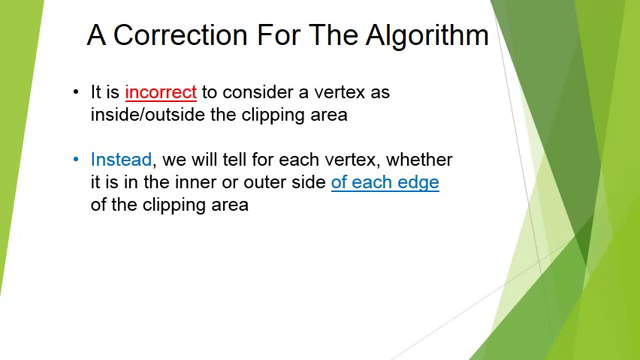 A Correction For The Algorithm
• It is incorrect to consider a vertex as
inside/outside the clipping area
• Instead, we will tell for each vertex, whether
it is in the inner or outer side of each edge
of the clipping area